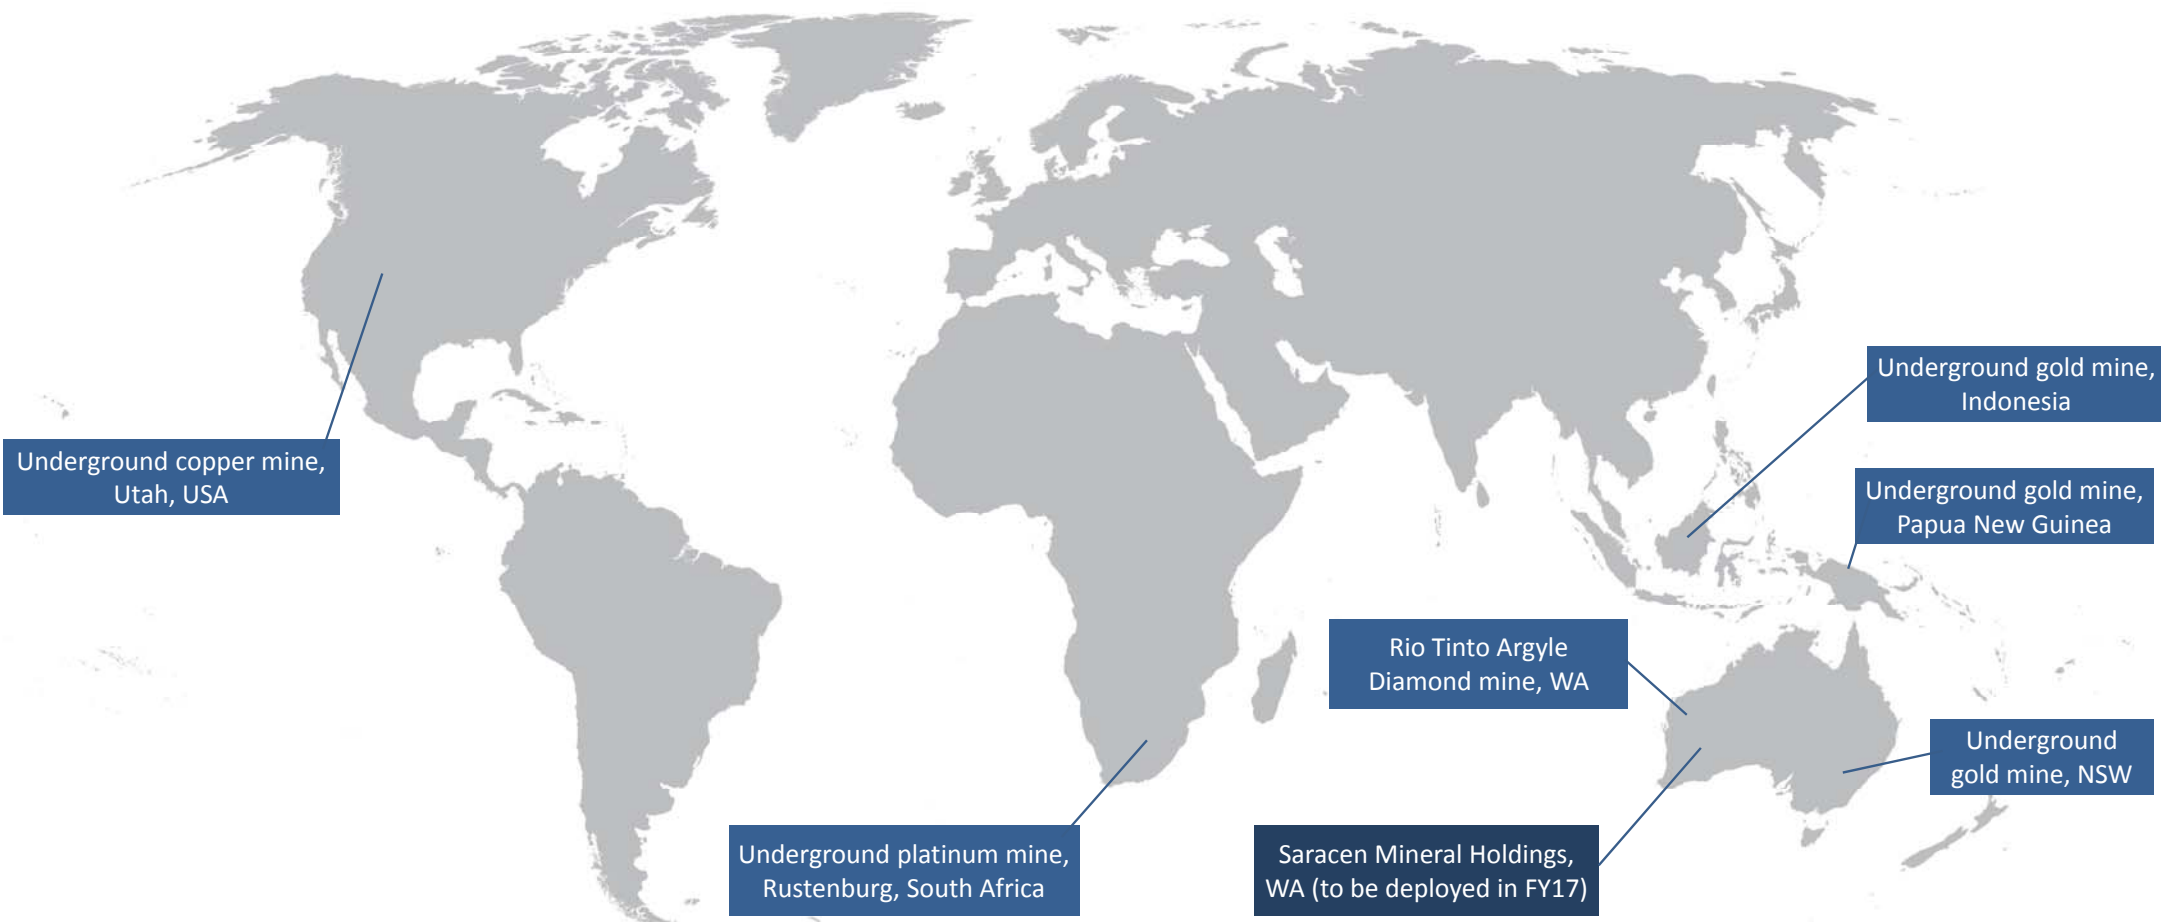 Underground gold mine,
Indonesia
Underground copper mine,
Utah, USA
Underground gold mine,
Papua New Guinea
Rio Tinto Argyle
Diamond mine, WA
Underground
gold mine, NSW
Underground platinum mine,
Rustenburg, South Africa
Saracen Mineral Holdings,
WA (to be deployed in FY17)